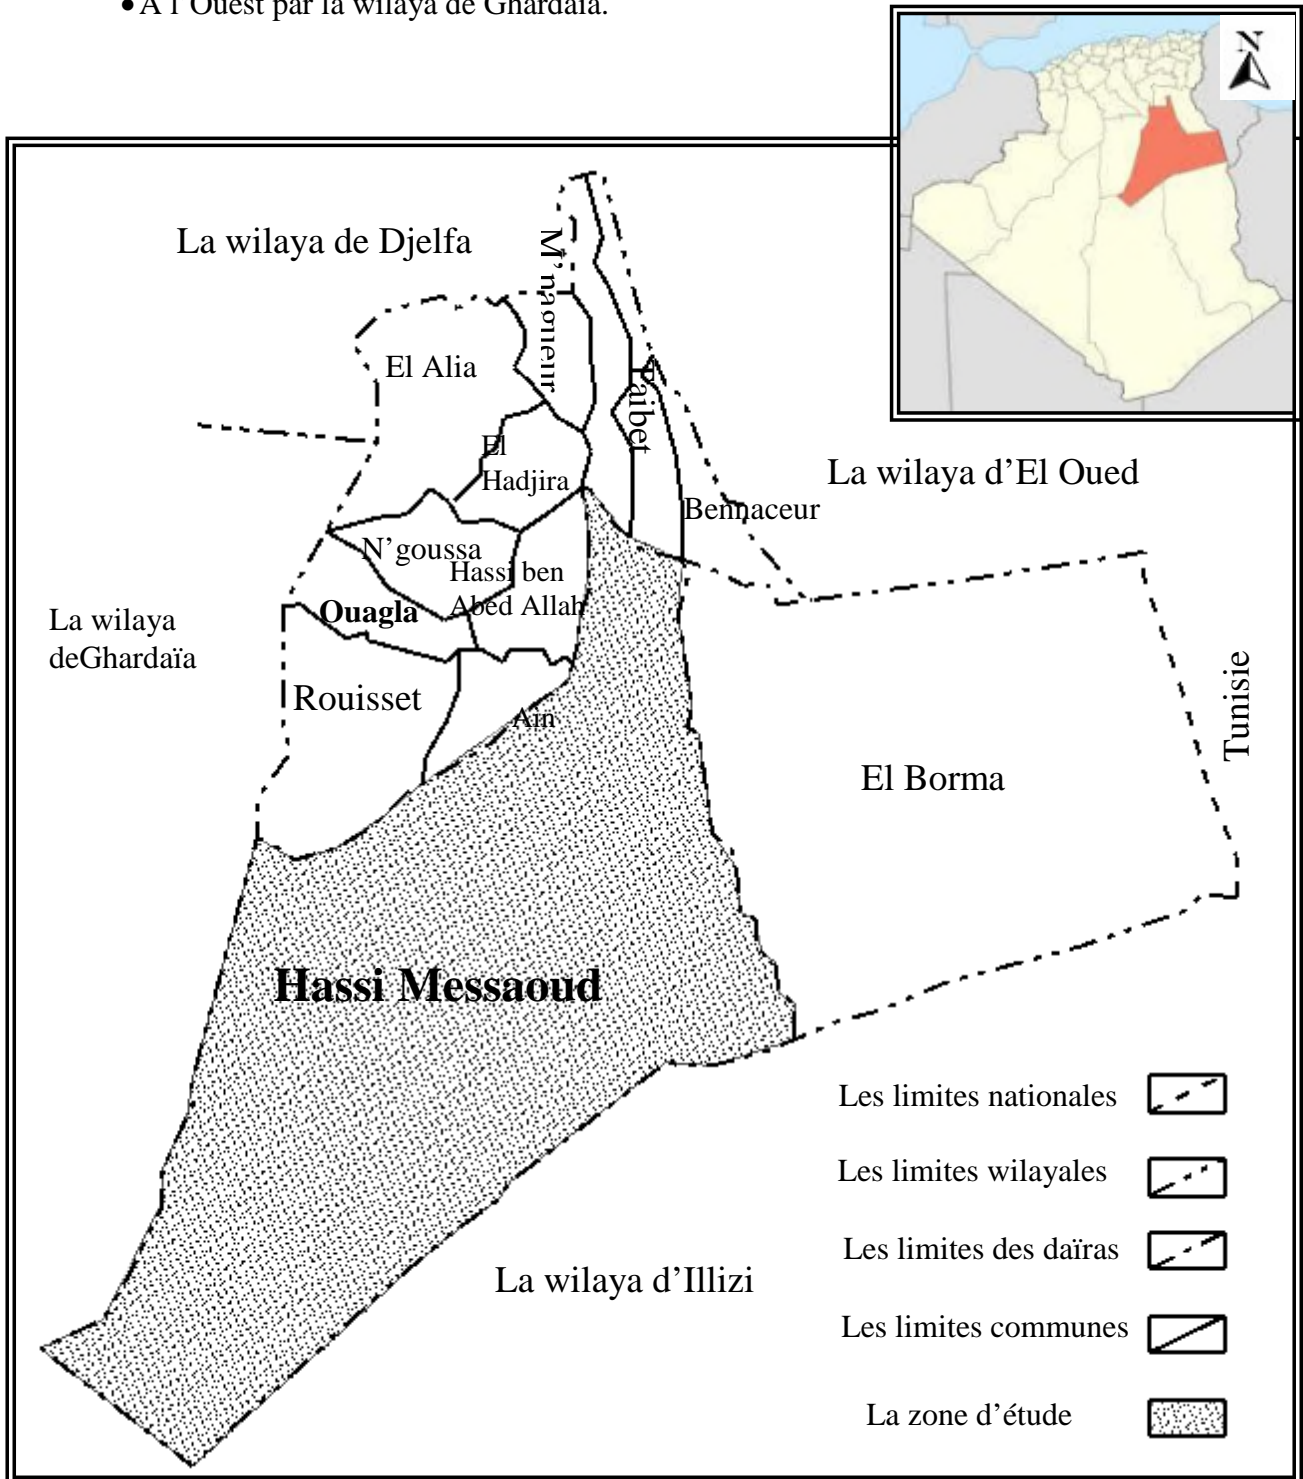 • A l'Ouest par la wilaya de Ghardaïa.
N
La wilaya de Djelfa
M'nagueur
El Alia
Taibet
El
Hadjira
La wilaya d'El Oued
Bennaceur
N'goussa
Hassi ben
Abed Allah
Ouagla
La wilaya
deGhardaïa
Rouisset
Ain
Tunisie
El Borma
Hassi Messaoud
Les limites nationales
Les limites wilayales
Les limites des daïras
La wilaya d'Illizi
Les limites communes
La zone d'étude